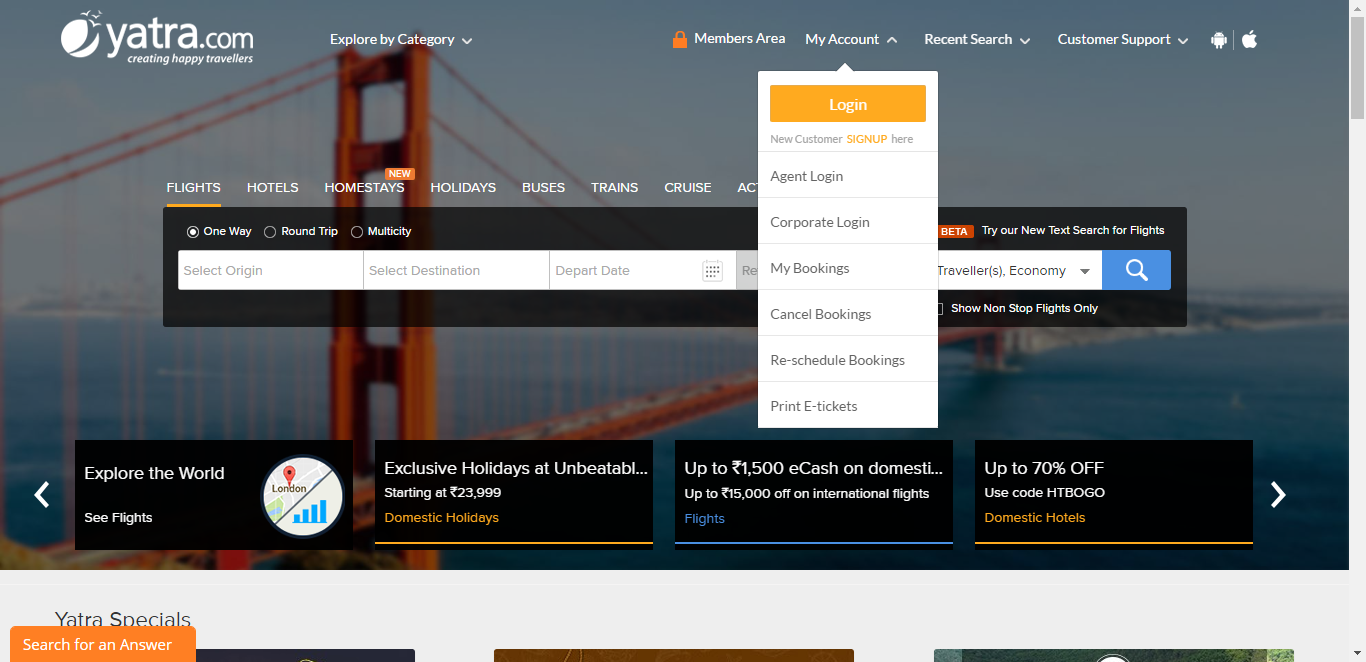 yatra.com
creating happy travellers
Explore by Category
Members Area
My Account
Recent Search
Customer Support
Login
New Customer SIGNUP here
Agent Login
Corporate Login
My Bookings
Cancel Bookings
Re-schedule Bookings
Print E-tickets
NEW
FLIGHTS HOTELS HOMESTAYS HOLIDAYS BUSES TRAINS CRUISE
One Way Round Trip Multicity
BETA Try our New Text Search for Flights
Select Origin Select Destination Depart Date
Traveller(s), Economy
Show Non Stop Flights Only
Explore the World
London
See Flights
Exclusive Holidays at Unbeatabl...
Starting at ₹23,999
Domestic Holidays
Up to ₹1,500 eCash on domesti...
Up to ₹15,000 off on international flights
Flights
Up to 70% OFF
Use code HTBOGO
Domestic Hotels
Yatra Specials
Search for an Answer